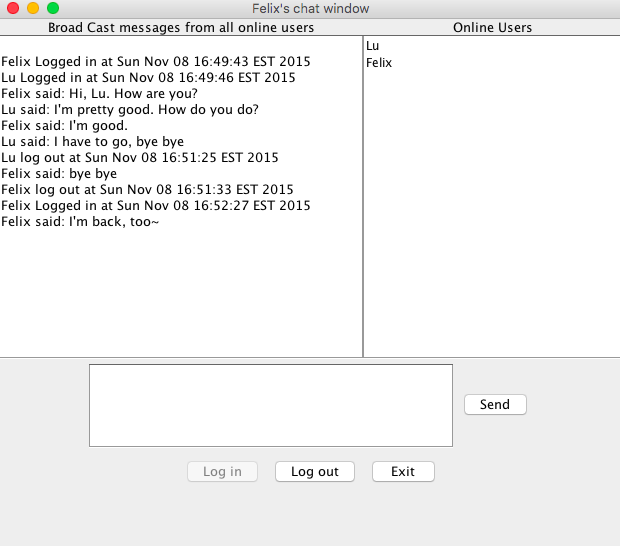 Felix's chat window
Broad Cast messages from all online users
Online Users
Felix Logged in at Sun Nov 08 16:49:43 EST 2015
Lu Logged in at Sun Nov 08 16:49:46 EST 2015
Felix said: Hi, Lu. How are you?
Lu said: I'm pretty good. How do you do?
Felix said: I'm good.
Lu said: I have to go, bye bye
Lu log out at Sun Nov 08 16:51:25 EST 2015
Felix said: bye bye
Felix log out at Sun Nov 08 16:51:33 EST 2015
Felix Logged in at Sun Nov 08 16:52:27 EST 2015
Felix said: I'm back, too~
Lu
Felix
Send
Log in
Log out
Exit